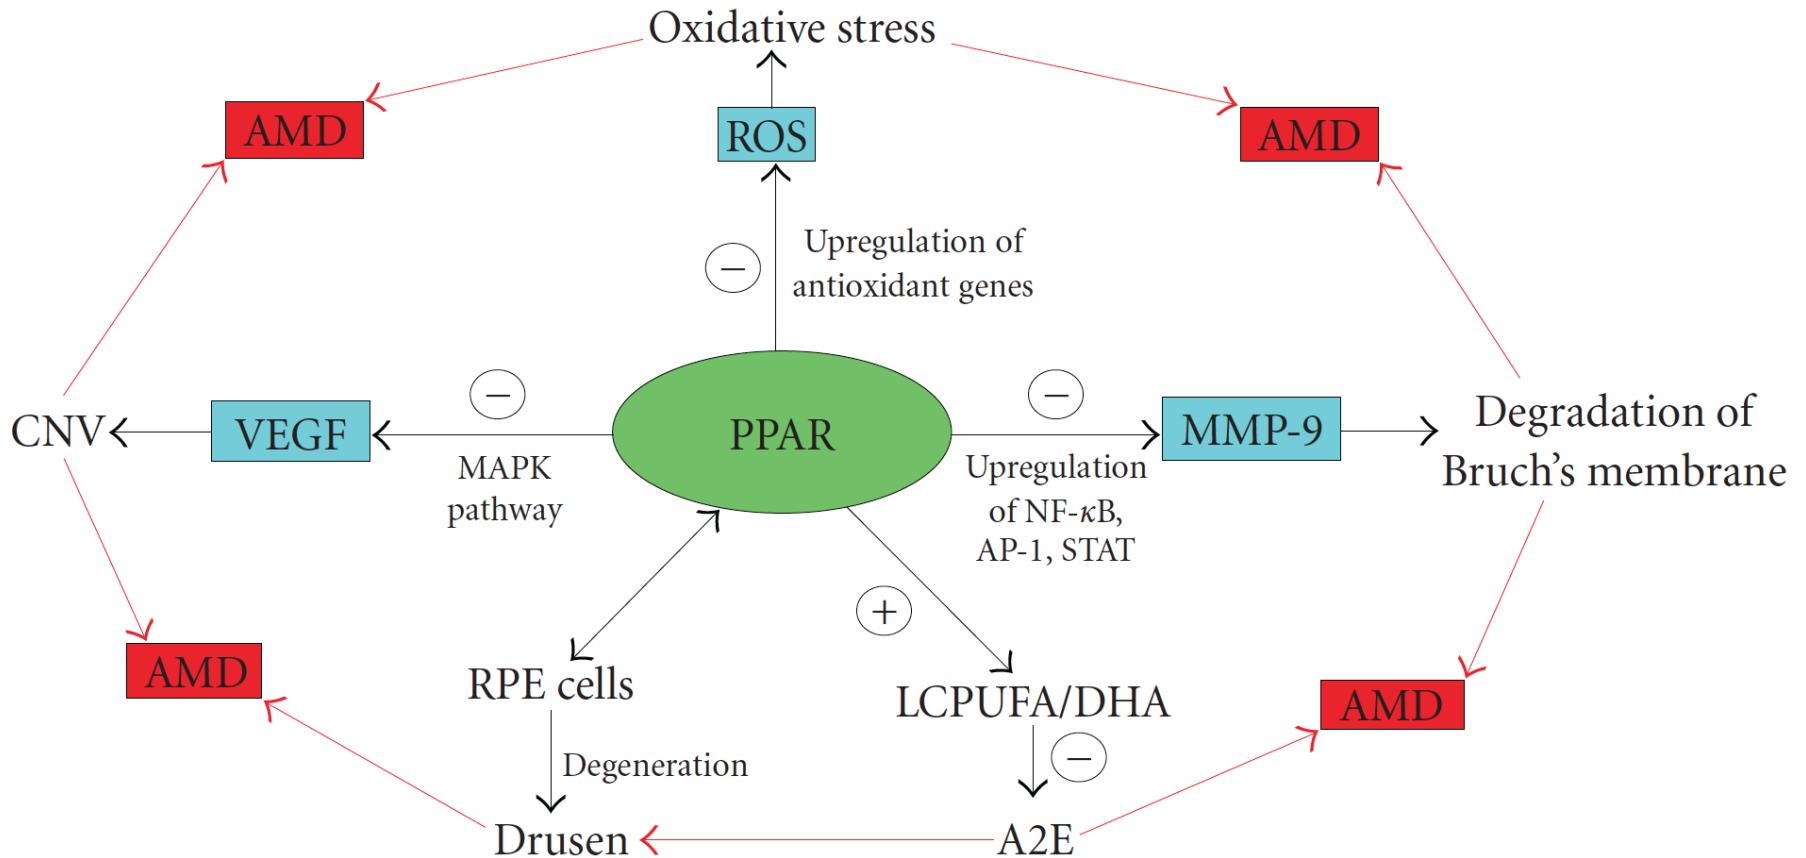 Oxidative stress
AMD
ROS
AMD
−
Upregulation of
antioxidant genes
CNV
VEGF
−
MAPK
pathway
PPAR
−
Upregulation
of NF-κB,
AP-1, STAT
MMP-9
Degradation of
Bruch’s membrane
+
AMD
RPE cells
LCPUFA/DHA
AMD
Degeneration
−
Drusen
A2E